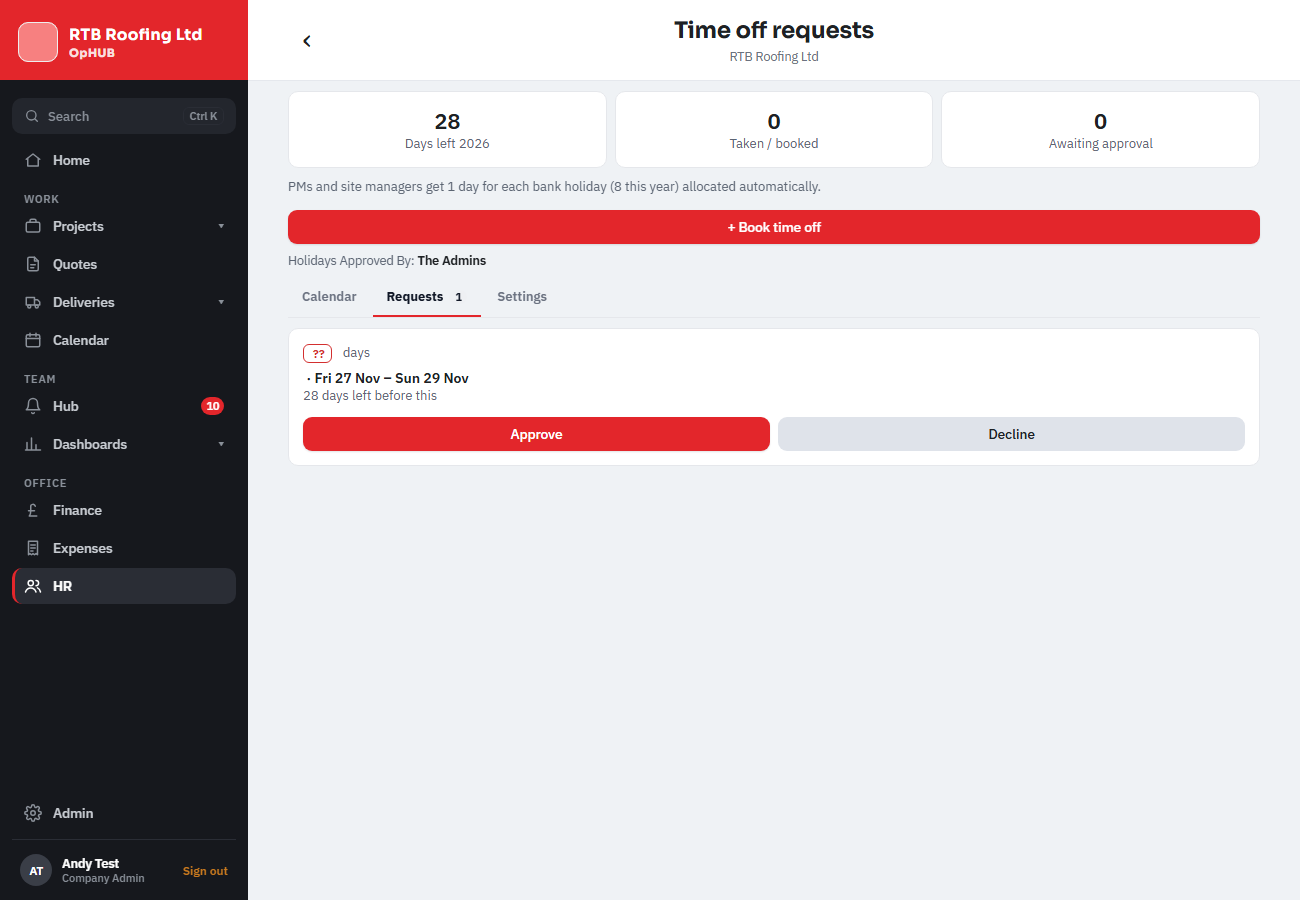 RTB Roofing Ltd
OpHUB
Search
Ctrl K
Home
WORK
Projects
Quotes
Deliveries
Calendar
TEAM
Hub
10
Dashboards
OFFICE
Finance
Expenses
HR
Admin
AT
Andy Test
Company Admin
Sign out
Time off requests
RTB Roofing Ltd
28
Days left 2026
0
Taken / booked
0
Awaiting approval
PMs and site managers get 1 day for each bank holiday (8 this year) allocated automatically.
+ Book time off
Holidays Approved By: The Admins
Calendar
Requests 1
Settings
?? days
· Fri 27 Nov – Sun 29 Nov
28 days left before this
Approve
Decline